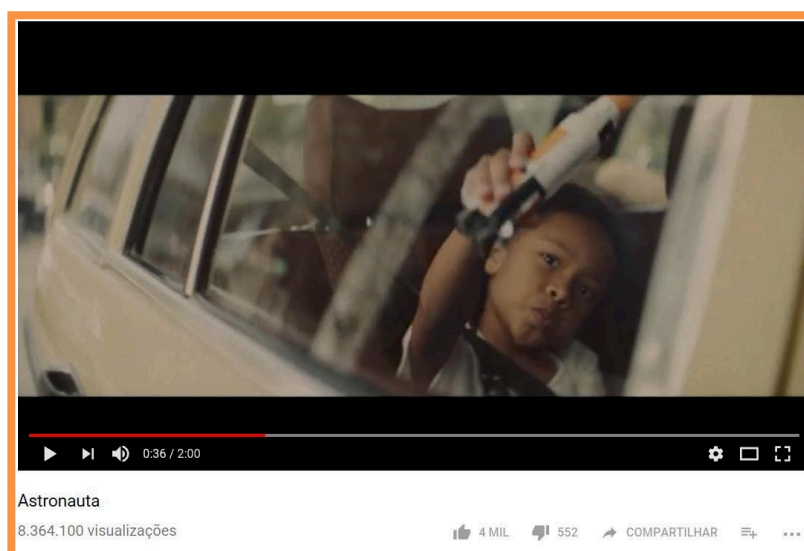 0:36 / 2:00
Astronauta
8.364.100 visualizações
4 MIL 552 COMPARTILHAR